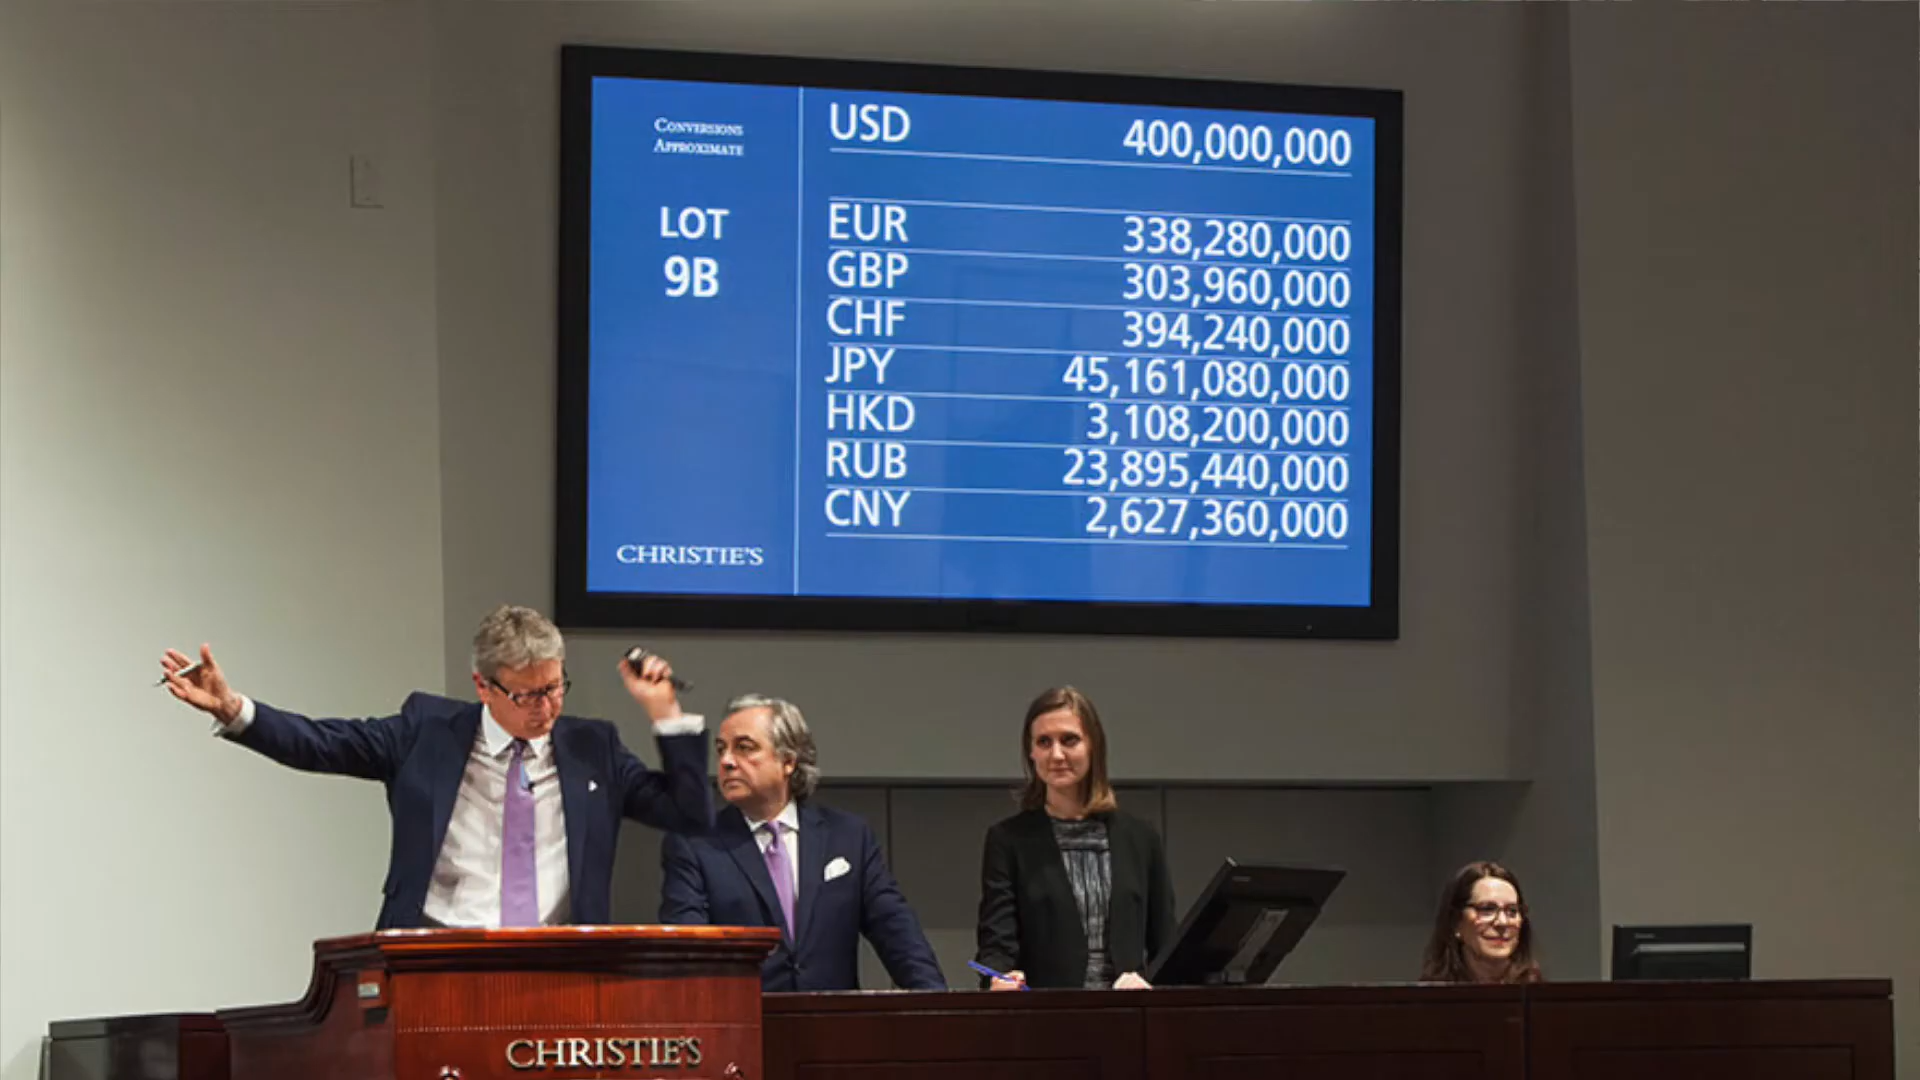 CONVERSIONS
APPROXIMATE
LOT
9B
CHRISTIE'S
USD 400,000,000
EUR 338,280,000
GBP 303,960,000
CHF 394,240,000
JPY 45,161,080,000
HKD 3,108,200,000
RUB 23,895,440,000
CNY 2,627,360,000
CHRISTIE'S